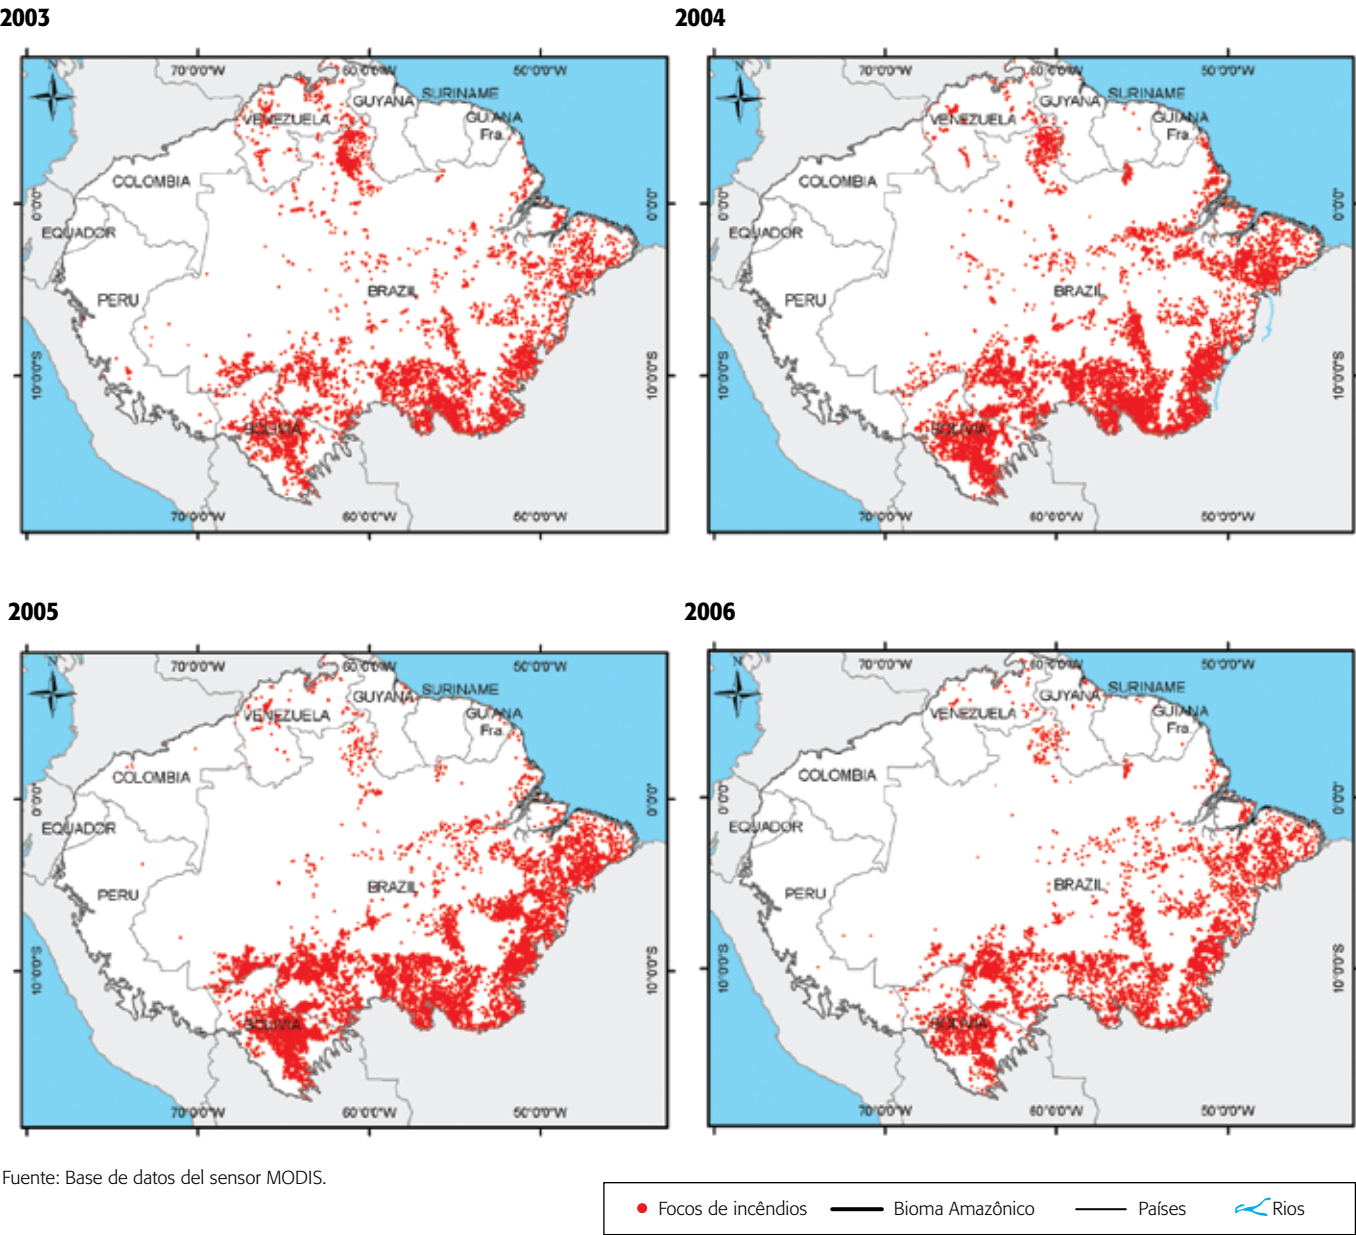 2003
2004
N
70°0'0"W 60°0'0"W 50°0'0"W
GUYANA
SURINAME
VENEZUELA
GUIANA
Fra.
COLOMBIA
0°0'0"
0°0'0"
EQUADOR
BRAZIL
PERU
10°0'0"S
10°0'0"S
BOLIVIA
70°0'0"W 60°0'0"W 50°0'0"W
N
70°0'0"W 60°0'0"W 50°0'0"W
GUYANA
SURINAME
VENEZUELA
GUIANA
Fra.
COLOMBIA
0°0'0"
0°0'0"
EQUADOR
BRAZIL
PERU
10°0'0"S
10°0'0"S
BOLIVIA
70°0'0"W 60°0'0"W 50°0'0"W
2005
2006
N
70°0'0"W 60°0'0"W 50°0'0"W
GUYANA
SURINAME
VENEZUELA
GUIANA
Fra.
COLOMBIA
0°0'0"
0°0'0"
EQUADOR
BRAZIL
PERU
10°0'0"S
10°0'0"S
BOLIVIA
70°0'0"W 60°0'0"W 50°0'0"W
N
70°0'0"W 60°0'0"W 50°0'0"W
GUYANA
SURINAME
VENEZUELA
GUIANA
Fra.
COLOMBIA
0°0'0"
0°0'0"
EQUADOR
BRAZIL
PERU
10°0'0"S
10°0'0"S
BOLIVIA
70°0'0"W 60°0'0"W 50°0'0"W
Fuente: Base de datos del sensor MODIS.
Focos de incêndios Bioma Amazônico Países Rios